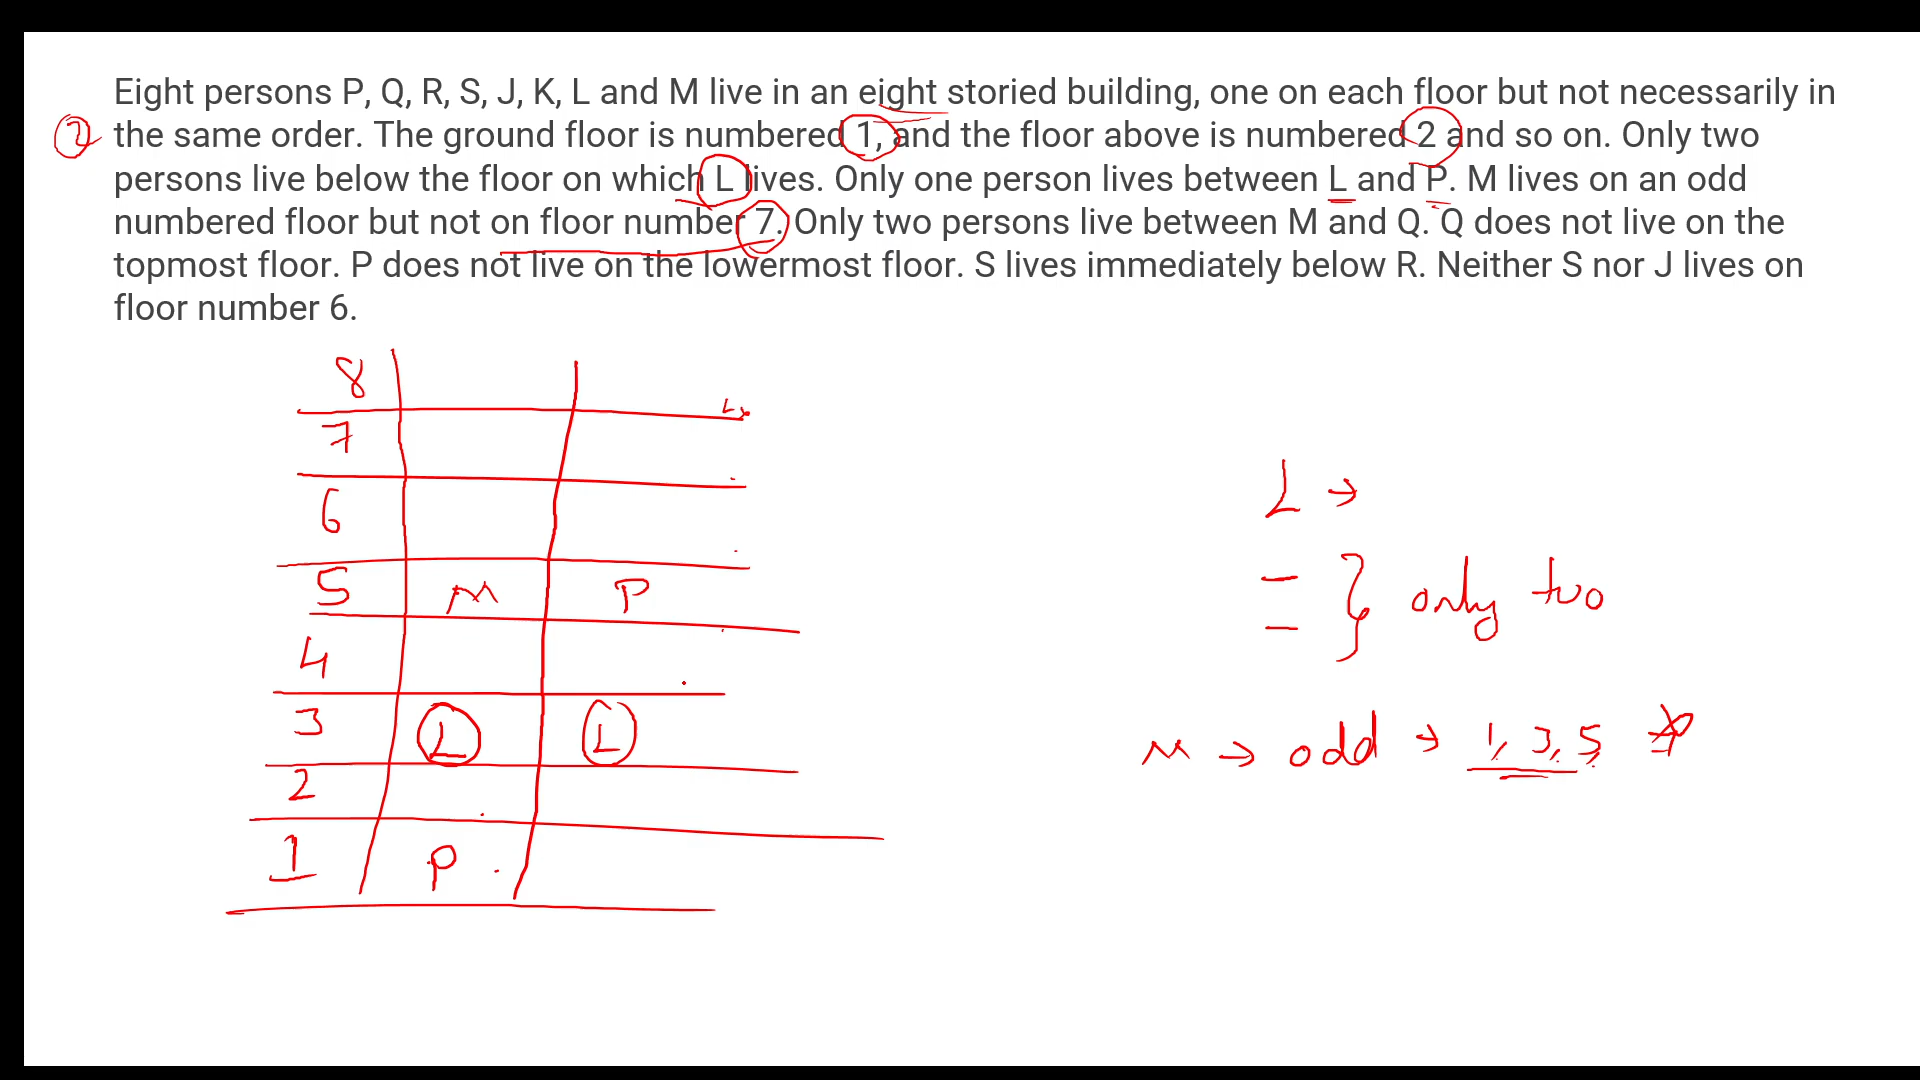 Eight persons P, Q, R, S, J, K, L and M live in an eight storied building, one on each floor but not necessarily in
2 the same order. The ground floor is numbered 1, and the floor above is numbered 2 and so on. Only two
persons live below the floor on which L lives. Only one person lives between L and P. M lives on an odd
numbered floor but not on floor number 7. Only two persons live between M and Q. Q does not live on the
topmost floor. P does not live on the lowermost floor. S lives immediately below R. Neither S nor J lives on
floor number 6.
8
7
6
5 M P
4
3 L L
2
1 P
L →
only two
M → odd → 1, 3, 5